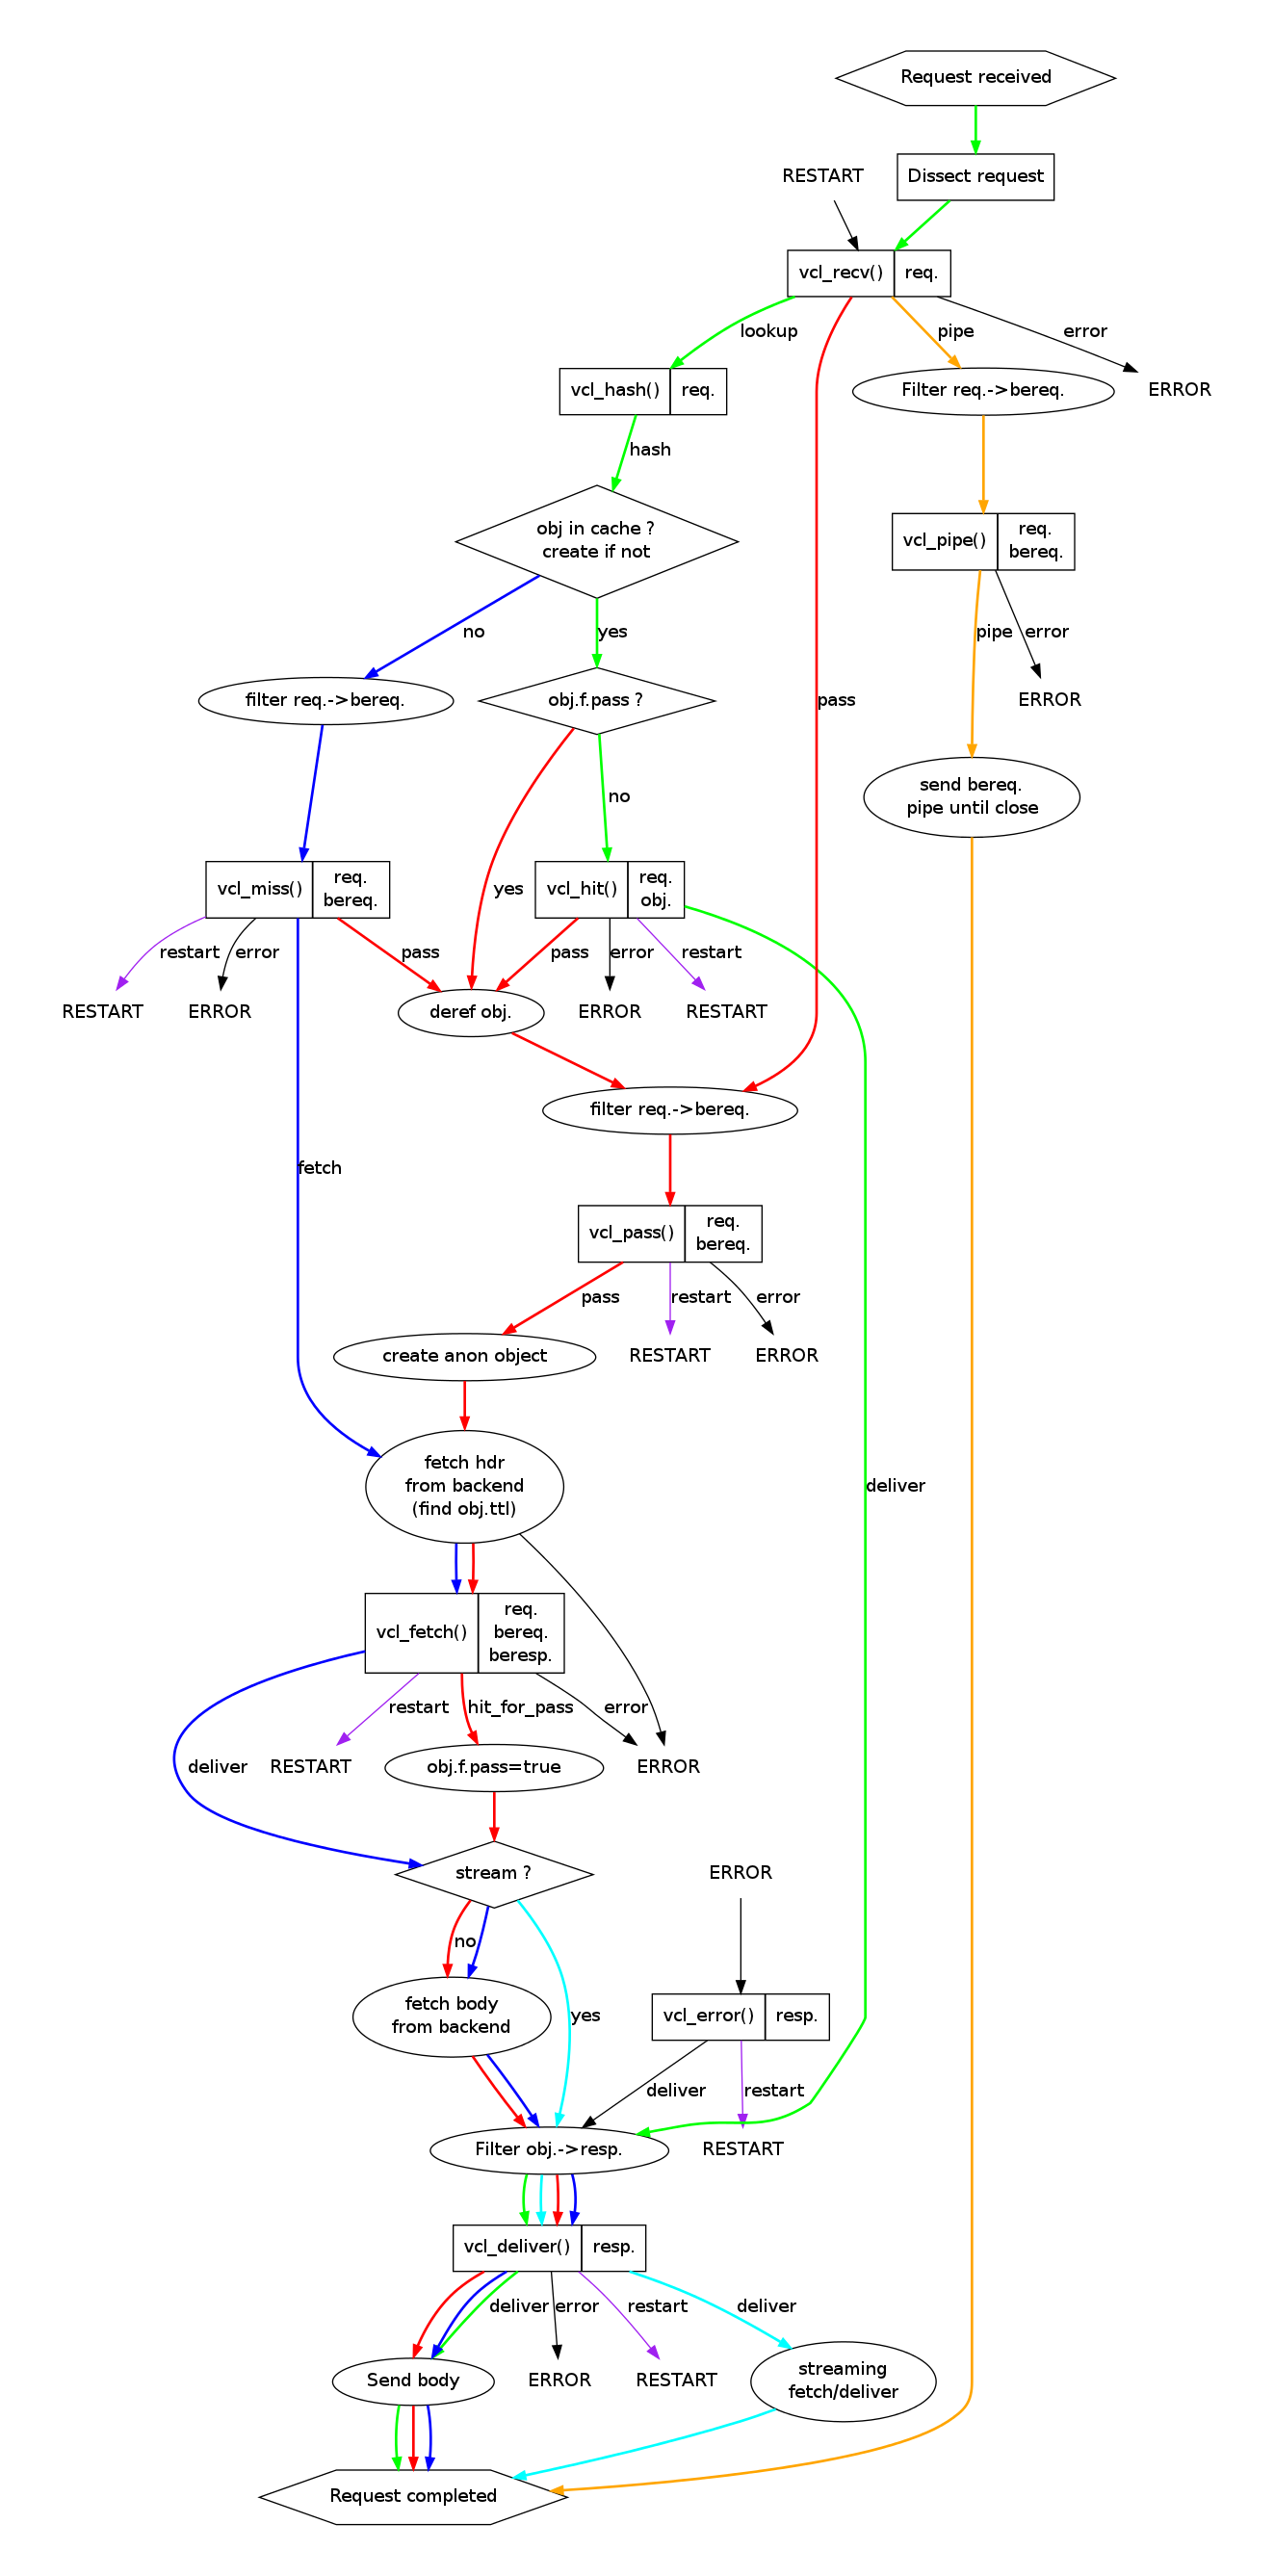 Request received
RESTART
Dissect request
vcl_recv()
req.
lookup
pipe
error
vcl_hash()
req.
Filter req.->bereq.
ERROR
hash
obj in cache ?
create if not
vcl_pipe()
req.
bereq.
no
yes
pipe
error
filter req.->bereq.
obj.f.pass ?
pass
ERROR
no
send bereq.
pipe until close
vcl_miss()
req.
bereq.
yes
vcl_hit()
req.
obj.
restart
error
pass
pass
error
restart
RESTART
ERROR
deref obj.
ERROR
RESTART
filter req.->bereq.
fetch
vcl_pass()
req.
bereq.
pass
restart
error
create anon object
RESTART
ERROR
fetch hdr
from backend
(find obj.ttl)
deliver
vcl_fetch()
req.
bereq.
beresp.
restart
hit_for_pass
error
deliver
RESTART
obj.f.pass=true
ERROR
stream ?
ERROR
no
fetch body
from backend
yes
vcl_error()
resp.
deliver
restart
Filter obj.->resp.
RESTART
vcl_deliver()
resp.
deliver
error
restart
deliver
Send body
ERROR
RESTART
streaming
fetch/deliver
Request completed